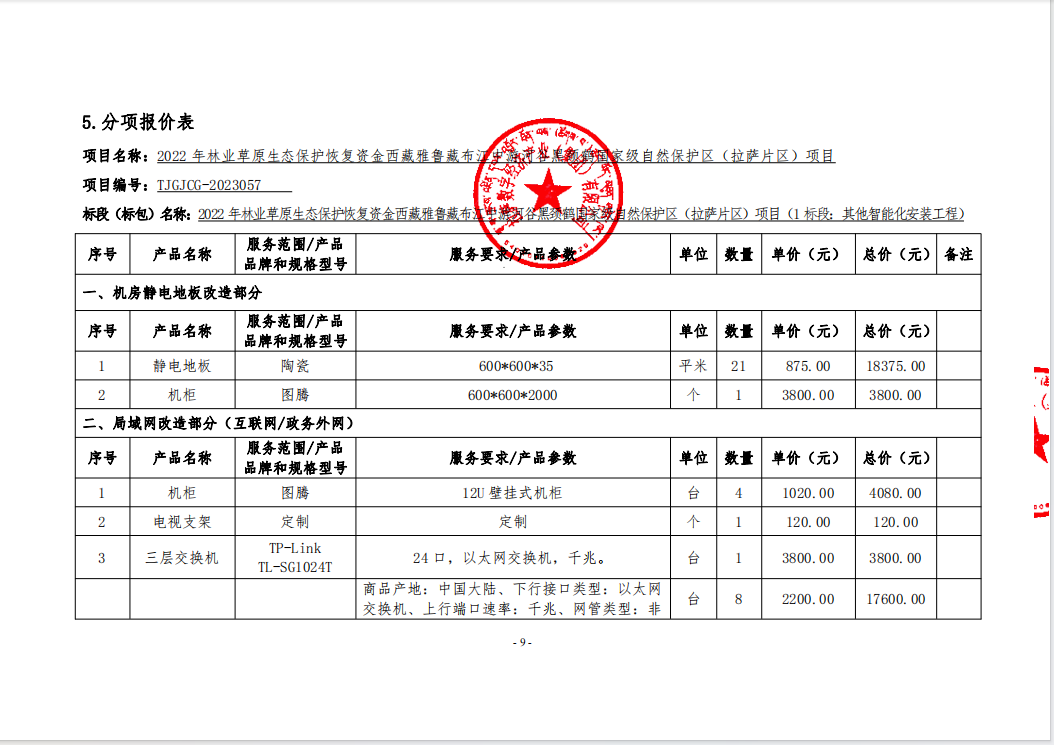 5.分项报价表
项目名称：2022 年林业草原生态保护恢复资金西藏雅鲁藏布江中游河谷黑颈鹤国家级自然保护区（拉萨片区）项目
项目编号：TJGJCG-2023057
标段（标包）名称：2022 年林业草原生态保护恢复资金西藏雅鲁藏布江中游河谷黑颈鹤国家级自然保护区（拉萨片区）项目（1 标段：其他智能化安装工程）
序号 产品名称 服务范围/产品品牌和规格型号 服务要求/产品参数 单位 数量 单价（元） 总价（元） 备注
一、机房静电地板改造部分
序号 产品名称 服务范围/产品品牌和规格型号 服务要求/产品参数 单位 数量 单价（元） 总价（元）
1 静电地板 陶瓷 600*600*35 平米 21 875.00 18375.00
2 机柜 图腾 600*600*2000 个 1 3800.00 3800.00
二、局域网改造部分（互联网/政务外网）
序号 产品名称 服务范围/产品品牌和规格型号 服务要求/产品参数 单位 数量 单价（元） 总价（元）
1 机柜 图腾 12U 壁挂式机柜 台 4 1020.00 4080.00
2 电视支架 定制 定制 个 1 120.00 120.00
3 三层交换机 TP-Link TL-SG1024T 24 口，以太网交换机，千兆。 台 1 3800.00 3800.00
商品产地：中国大陆、下行接口类型：以太网
交换机、上行端口速率：千兆、网管类型：非 台 8 2200.00 17600.00
- 9 -